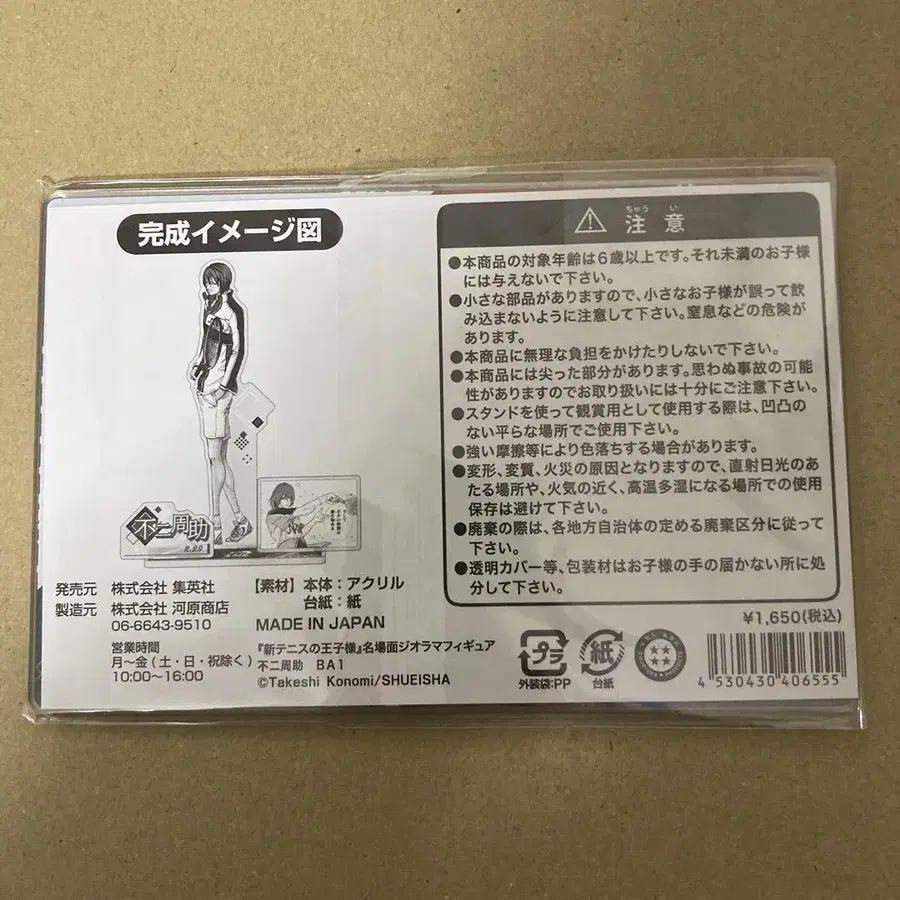 完成イメージ図
不二周助
発売元 株式会社 集英社
製造元 株式会社 河原商店
06-6643-9510
営業時間
月～金(土・日・祝除く)
10:00～16:00
【素材】本体：アクリル
台紙：紙
MADE IN JAPAN
『新テニスの王子様』名場面ジオラマフィギュア
不二周助 BA1
©Takeshi Konomi/SHUEISHA
ちゅう い
注 意
●本商品の対象年齢は6歳以上です。それ未満のお子様
には与えないで下さい。
●小さな部品がありますので、小さなお子様が誤って飲
み込まないように注意して下さい。窒息などの危険が
あります。
●本商品に無理な負担をかけたりしないで下さい。
●本商品には尖った部分があります。思わぬ事故の可能
性がありますのでお取り扱いには十分にご注意下さい。
●スタンドを使って観賞用として使用する際は、凹凸の
ない平らな場所でご使用下さい。
●強い摩擦等により色落ちする場合があります。
●変形、変質、火災の原因となりますので、直射日光のあ
たる場所や、火気の近く、高温多湿になる場所での使用
保存は避けて下さい。
●廃棄の際は、各地方自治体の定める廃棄区分に従って
下さい。
●透明カバー等、包装材はお子様の手の届かない所に処
分して下さい。
¥1,650(税込)
プラ
外装袋:PP
紙
台紙
4 530430 406555